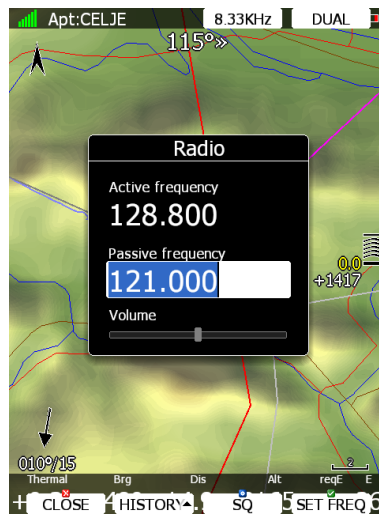 Apt:CELJE 8.33KHz DUAL
115°»
Radio
Active frequency
128.800
Passive frequency
121.000
0.0
+1417
Volume
010°/15
2
Thermal Brg Dis Alt reqE E
CLOSE HISTORY SQ SET FREQ